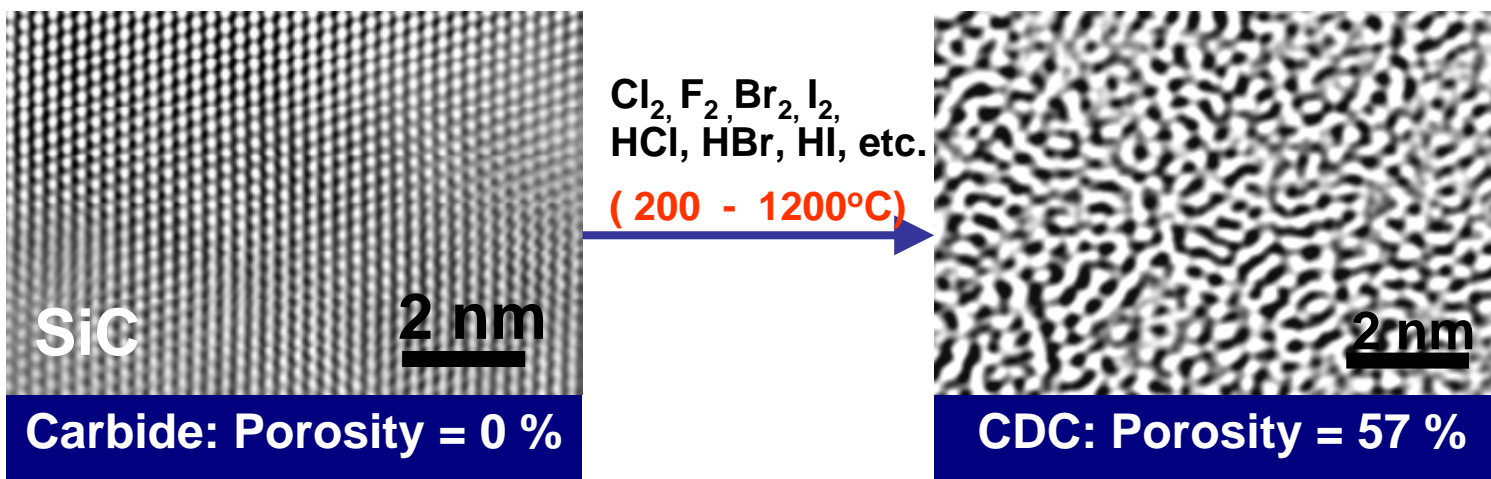 SiC
2 nm
Carbide: Porosity = 0 %
Cl₂, F₂ ,Br₂, I₂,
HCl, HBr, HI, etc.
( 200 - 1200ºC)
2 nm
CDC: Porosity = 57 %